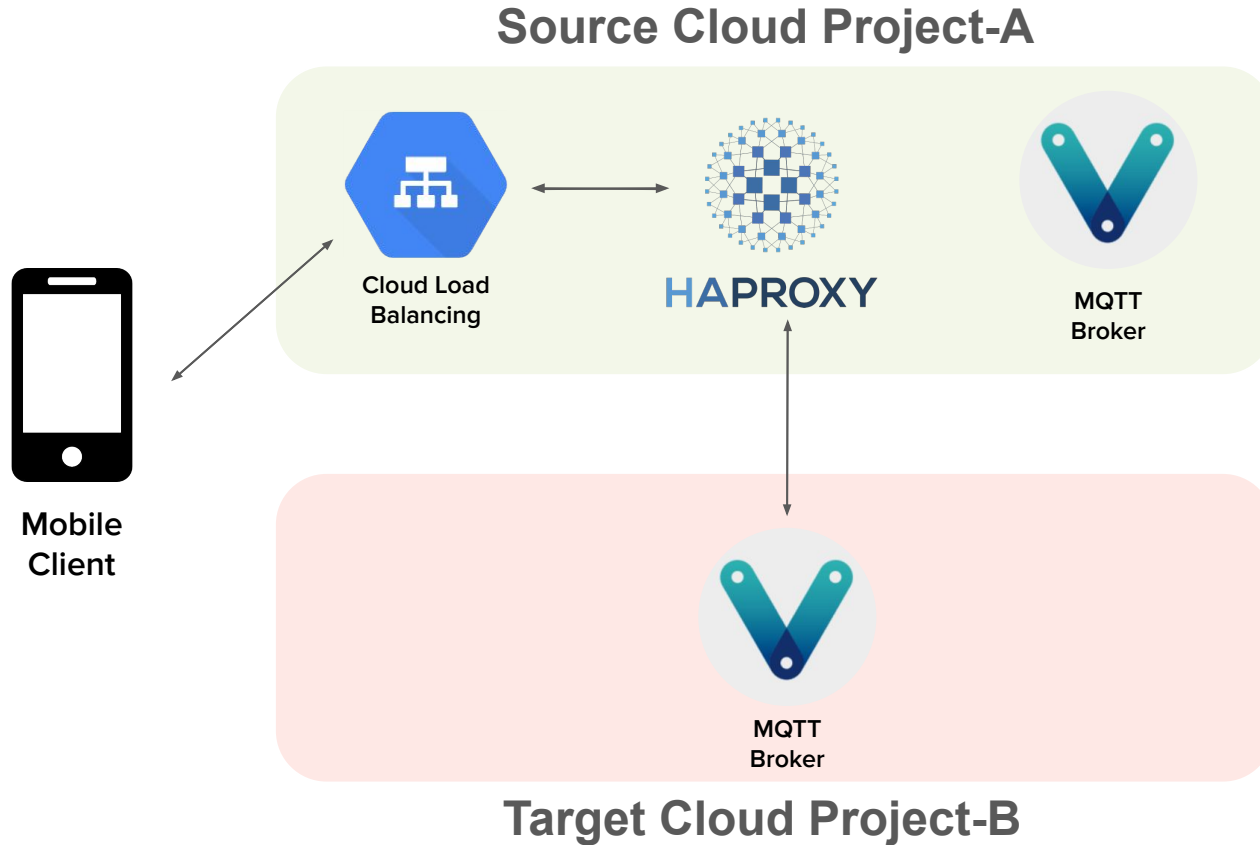 Source Cloud Project-A
Cloud Load
Balancing
HAPROXY
MQTT
Broker
Mobile
Client
MQTT
Broker
Target Cloud Project-B